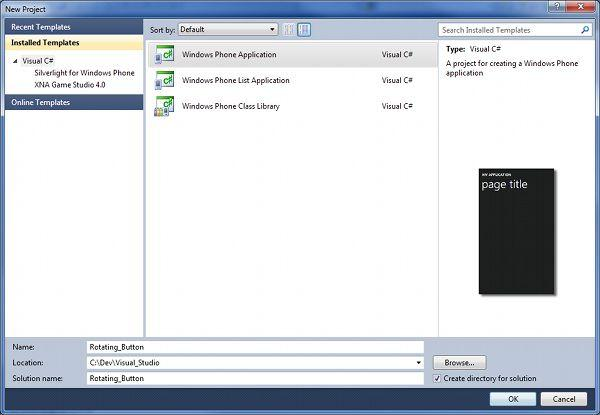 New Project
Recent Templates
Installed Templates
Visual C#
Silverlight for Windows Phone
XNA Game Studio 4.0
Online Templates
Sort by: Default
Search Installed Templates
Windows Phone Application Visual C#
Windows Phone List Application Visual C#
Windows Phone Class Library Visual C#
Type: Visual C#
A project for creating a Windows Phone
application
MY APPLICATION
page title
Name: Rotating_Button
Location: C:\Dev\Visual_Studio Browse...
Solution name: Rotating_Button Create directory for solution
OK Cancel